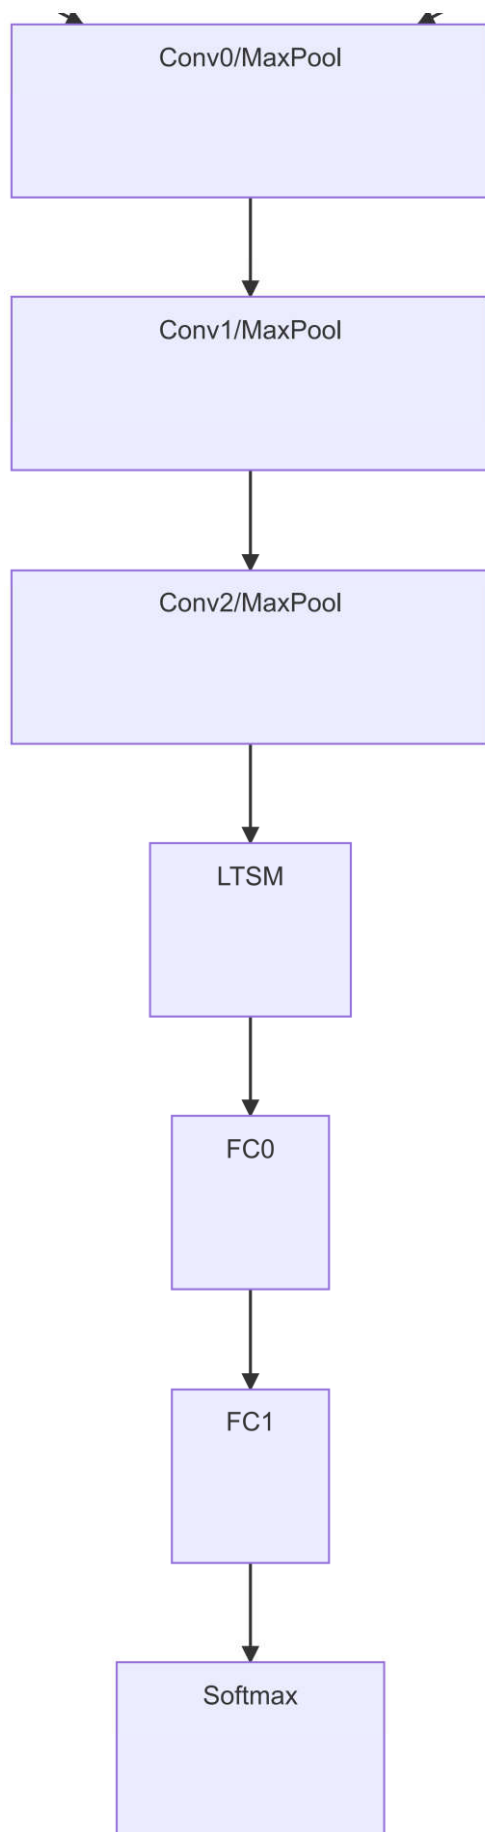 Conv0/MaxPool
Conv1/MaxPool
Conv2/MaxPool
LTSM
FC0
FC1
Softmax